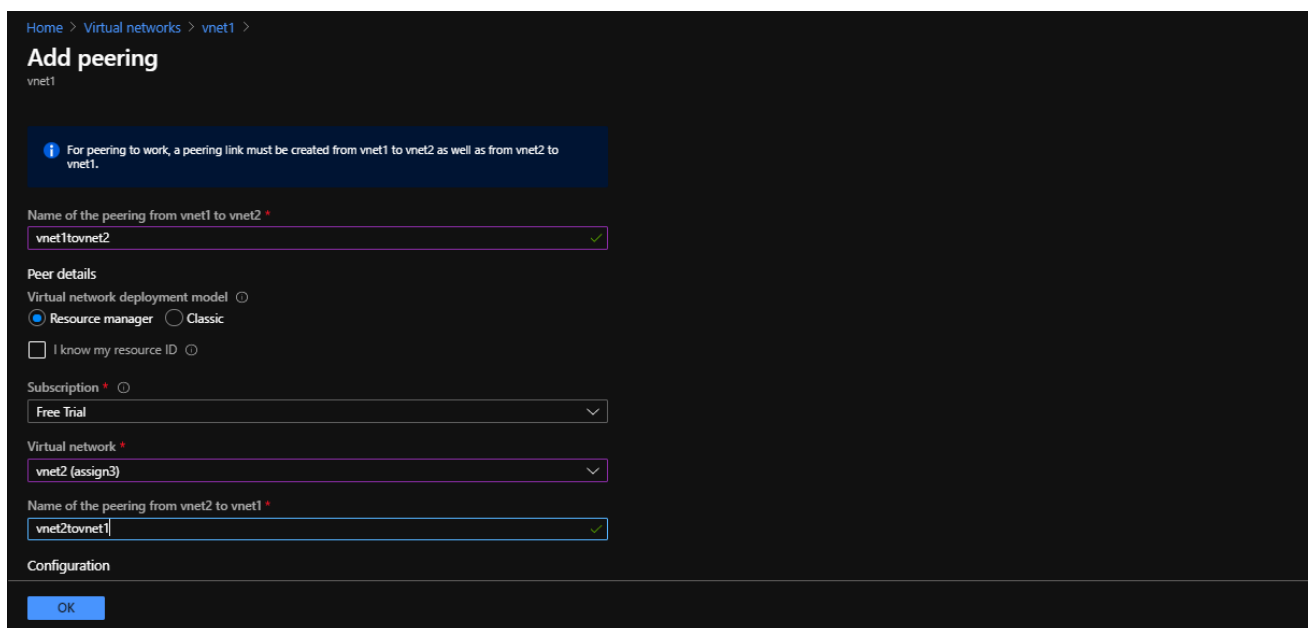 Home > Virtual networks > vnet1 >
Add peering
vnet1
For peering to work, a peering link must be created from vnet1 to vnet2 as well as from vnet2 to
vnet1.
Name of the peering from vnet1 to vnet2 *
vnet1tovnet2
Peer details
Virtual network deployment model
Resource manager Classic
I know my resource ID
Subscription *
Free Trial
Virtual network *
vnet2 (assign3)
Name of the peering from vnet2 to vnet1 *
vnet2tovnet1
Configuration
OK